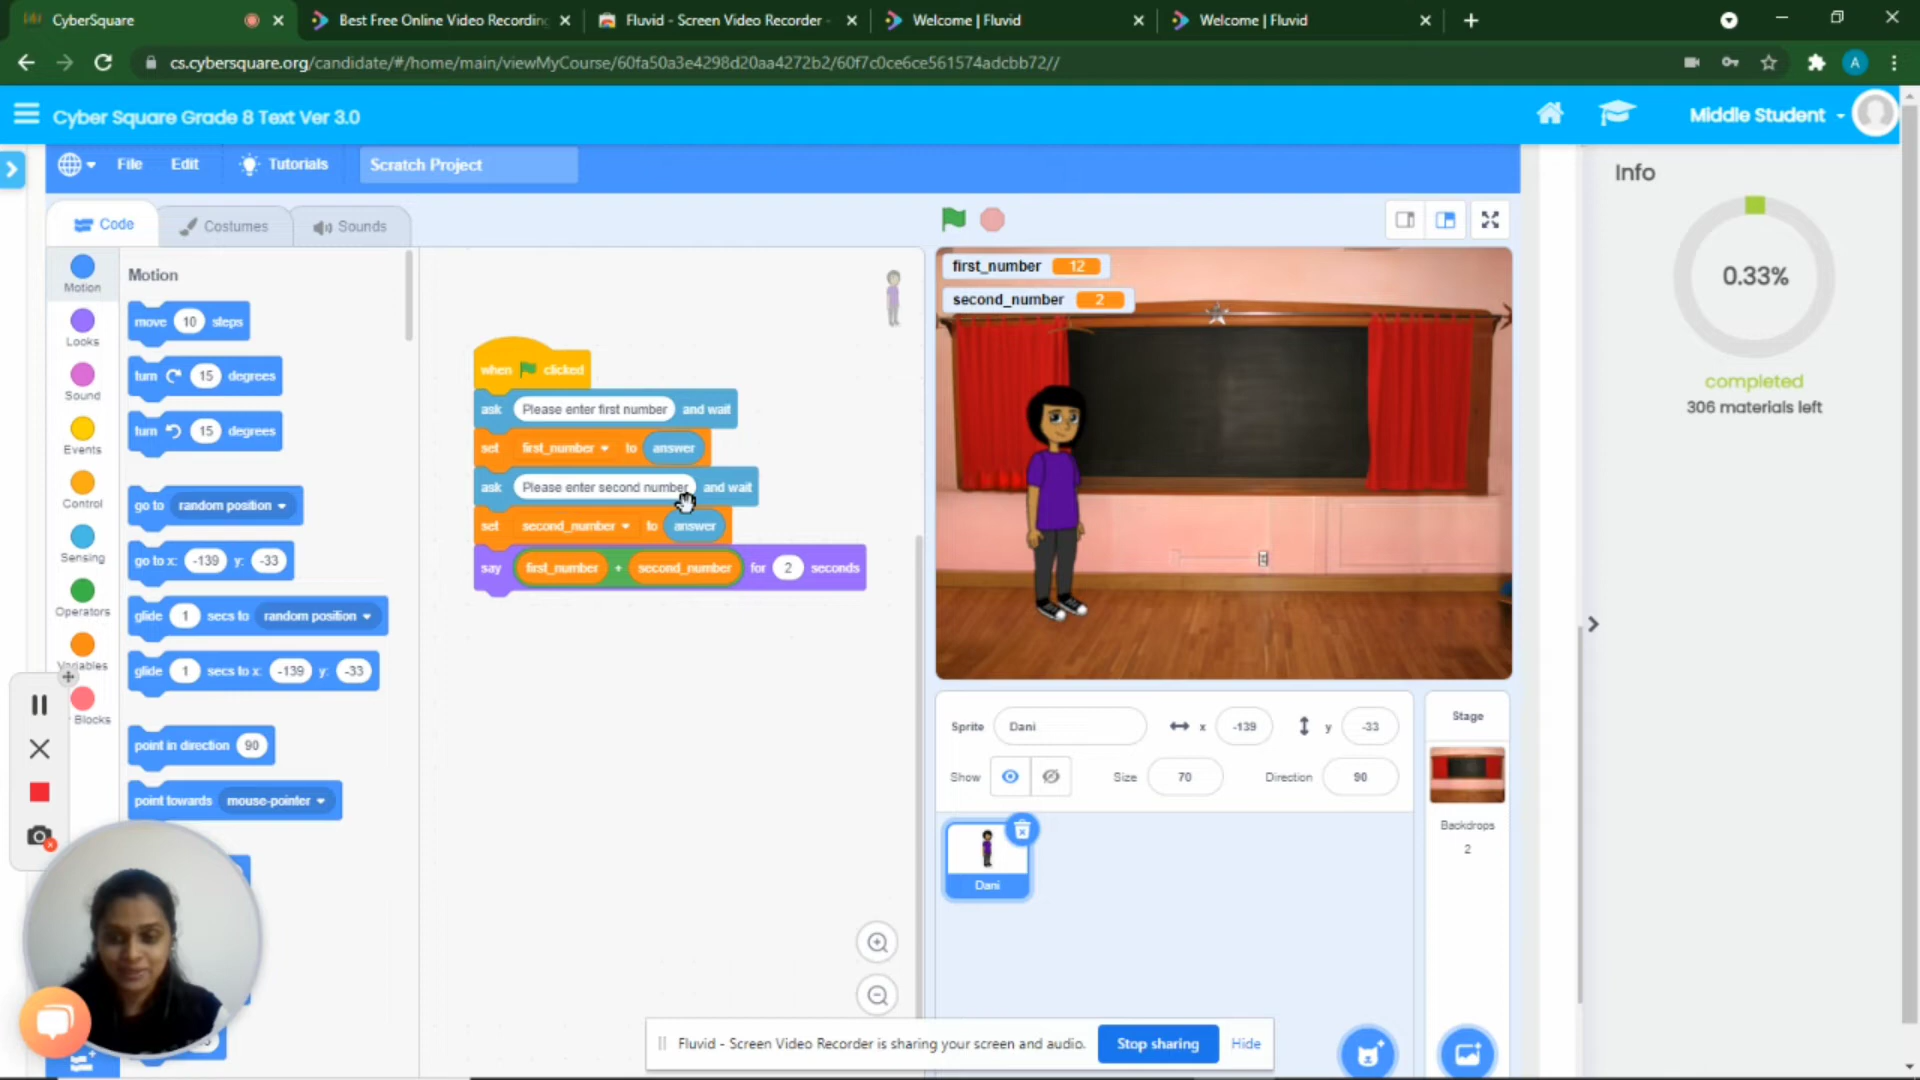 CyberSquare
Best Free Online Video Recording
Fluvid - Screen Video Recorder -
Welcome | Fluvid
Welcome | Fluvid
cs.cybersquare.org/candidate/#/home/main/viewMyCourse/60fa50a3e4298d20aa4272b2/60f7c0ce6ce561574adcbb72//
A
Cyber Square Grade 8 Text Ver 3.0
Middle Student
File Edit Tutorials Scratch Project
Info
Code Costumes Sounds
Motion
Looks
Sound
Events
Control
Sensing
Operators
Variables
Blocks
Motion
move 10 steps
turn 15 degrees
turn 15 degrees
go to random position
go to x: -139 y: -33
glide 1 secs to random position
glide 1 secs to x: -139 y: -33
point in direction 90
point towards mouse-pointer
when clicked
ask Please enter first number and wait
set first_number to answer
ask Please enter second number and wait
set second_number to answer
say first_number + second_number for 2 seconds
first_number 12
second_number 2
Sprite Dani x -139 y -33
Show Size 70 Direction 90
Dani
Stage
Backdrops
2
0.33%
completed
306 materials left
Fluvid - Screen Video Recorder is sharing your screen and audio. Stop sharing Hide